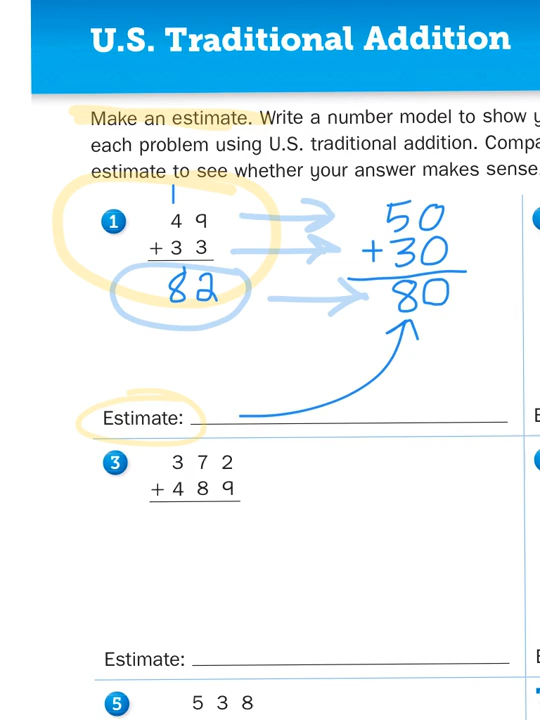 U.S. Traditional Addition
Make an estimate. Write a number model to show
each problem using U.S. traditional addition.
estimate to see whether your answer makes sense
1
1
49
+33
82
50
+30
80
Estimate:
3
372
+489
Estimate:
5
538